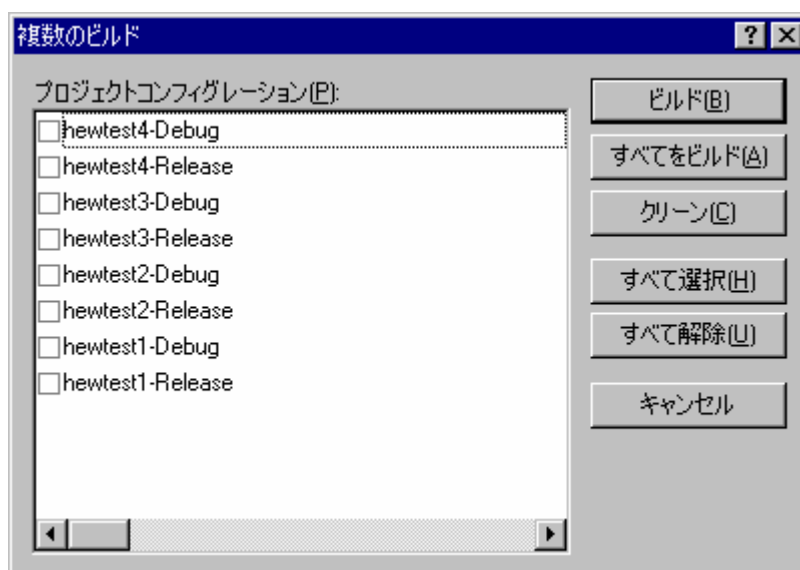 複数のビルド
プロジェクトコンフィグレーション(P):
hewtest4-Debug
hewtest4-Release
hewtest3-Debug
hewtest3-Release
hewtest2-Debug
hewtest2-Release
hewtest1-Debug
hewtest1-Release
ビルド(B)
すべてをビルド(A)
クリーン(C)
すべて選択(H)
すべて解除(U)
キャンセル